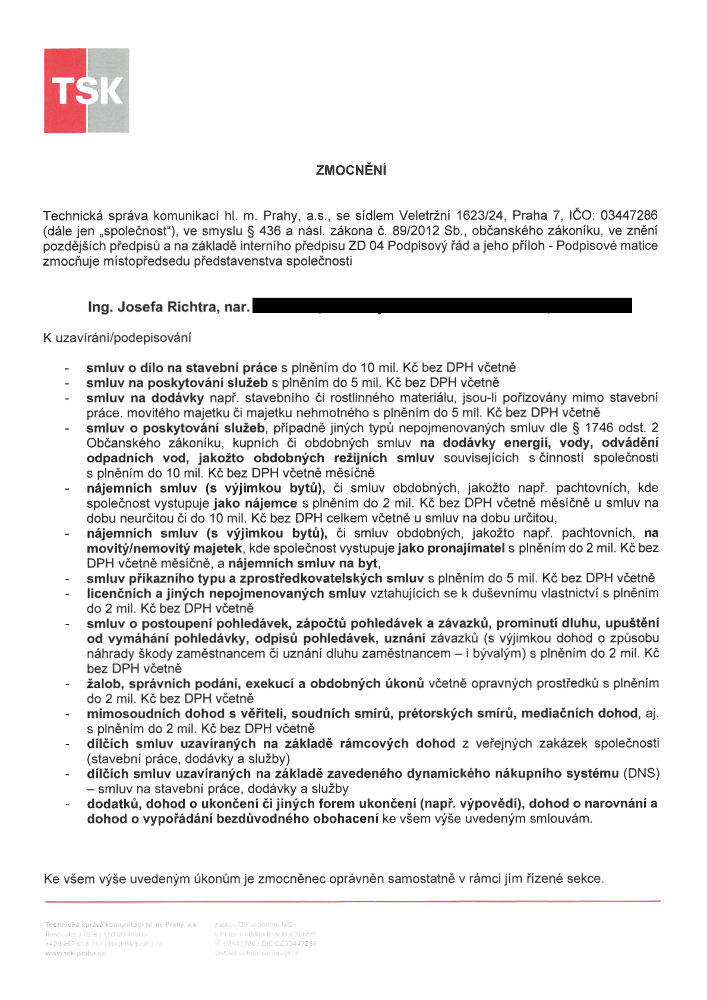 TSK
ZMOCNĚNÍ
Technická správa komunikací hl. m. Prahy, a.s., se sídlem Veletržní 1623/24, Praha 7, IČO: 03447286
(dále jen „společnost“), ve smyslu § 436 a násl. zákona č. 89/2012 Sb., občanského zákoníku, ve znění
pozdějších předpisů a na základě interního předpisu ZD 04 Podpisový řád a jeho příloh - Podpisové matice
zmocňuje místopředsedu představenstva společnosti
Ing. Josefa Richtra, nar.
K uzavírání/podepisování
- smluv o dílo na stavební práce s plněním do 10 mil. Kč bez DPH včetně
- smluv na poskytování služeb s plněním do 5 mil. Kč bez DPH včetně
- smluv na dodávky např. stavebního či rostlinného materiálu, jsou-li pořizovány mimo stavební
práce. movitého majetku či majetku nehmotného s plněním do 5 mil. Kč bez DPH včetně
- smluv o poskytování služeb, případně jiných typů nepojmenovaných smluv dle § 1746 odst. 2
Občanského zákoníku, kupních či obdobných smluv na dodávky energií, vody, odvádění
odpadních vod, jakožto obdobných režijních smluv souvisejících s činností společnosti
s plněním do 10 mil. Kč bez DPH včetně měsíčně
- nájemních smluv (s výjimkou bytů), či smluv obdobných, jakožto např. pachtovních, kde
společnost vystupuje jako nájemce s plněním do 2 mil. Kč bez DPH včetně měsíčně u smluv na
dobu neurčitou či do 10 mil. Kč bez DPH celkem včetně u smluv na dobu určitou,
- nájemních smluv (s výjimkou bytů), či smluv obdobných, jakožto např. pachtovních, na
movitý/nemovitý majetek, kde společnost vystupuje jako pronajímatel s plněním do 2 mil. Kč bez
DPH včetně měsíčně, a nájemních smluv na byt,
- smluv příkazního typu a zprostředkovatelských smluv s plněním do 5 mil. Kč bez DPH včetně
- licenčních a jiných nepojmenovaných smluv vztahujících se k duševnímu vlastnictví s plněním
do 2 mil. Kč bez DPH včetně
- smluv o postoupení pohledávek, zápočtů pohledávek a závazků, prominutí dluhu, upuštění
od vymáhání pohledávky, odpisů pohledávek, uznání závazků (s výjimkou dohod o způsobu
náhrady škody zaměstnancem či uznání dluhu zaměstnancem – i bývalým) s plněním do 2 mil. Kč
bez DPH včetně
- žalob, správních podání, exekucí a obdobných úkonů včetně opravných prostředků s plněním
do 2 mil. Kč bez DPH včetně
- mimosoudních dohod s věřiteli, soudních smírů, prétorských smírů, mediačních dohod, aj.
s plněním do 2 mil. Kč bez DPH včetně
- dílčích smluv uzavíraných na základě rámcových dohod z veřejných zakázek společnosti
(stavební práce, dodávky a služby)
- dílčích smluv uzavíraných na základě zavedeného dynamického nákupního systému (DNS)
– smluv na stavební práce, dodávky a služby
- dodatků, dohod o ukončení či jiných forem ukončení (např. výpovědí), dohod o narovnání a
dohod o vypořádání bezdůvodného obohacení ke všem výše uvedeným smlouvám.
Ke všem výše uvedeným úkonům je zmocněnec oprávněn samostatně v rámci jím řízené sekce.
Technická správa komunikací hl. m. Prahy, a.s.
Řásnovka 770/8 | 110 00 Praha 1
+420 257 015 111 | tsk@tsk-praha.cz
www.tsk-praha.cz
zápis v OR vedeném MS
v Praze v oddíle B vložka 20059
IČ 03447286 | DIČ CZ03447286
Datová schránka: